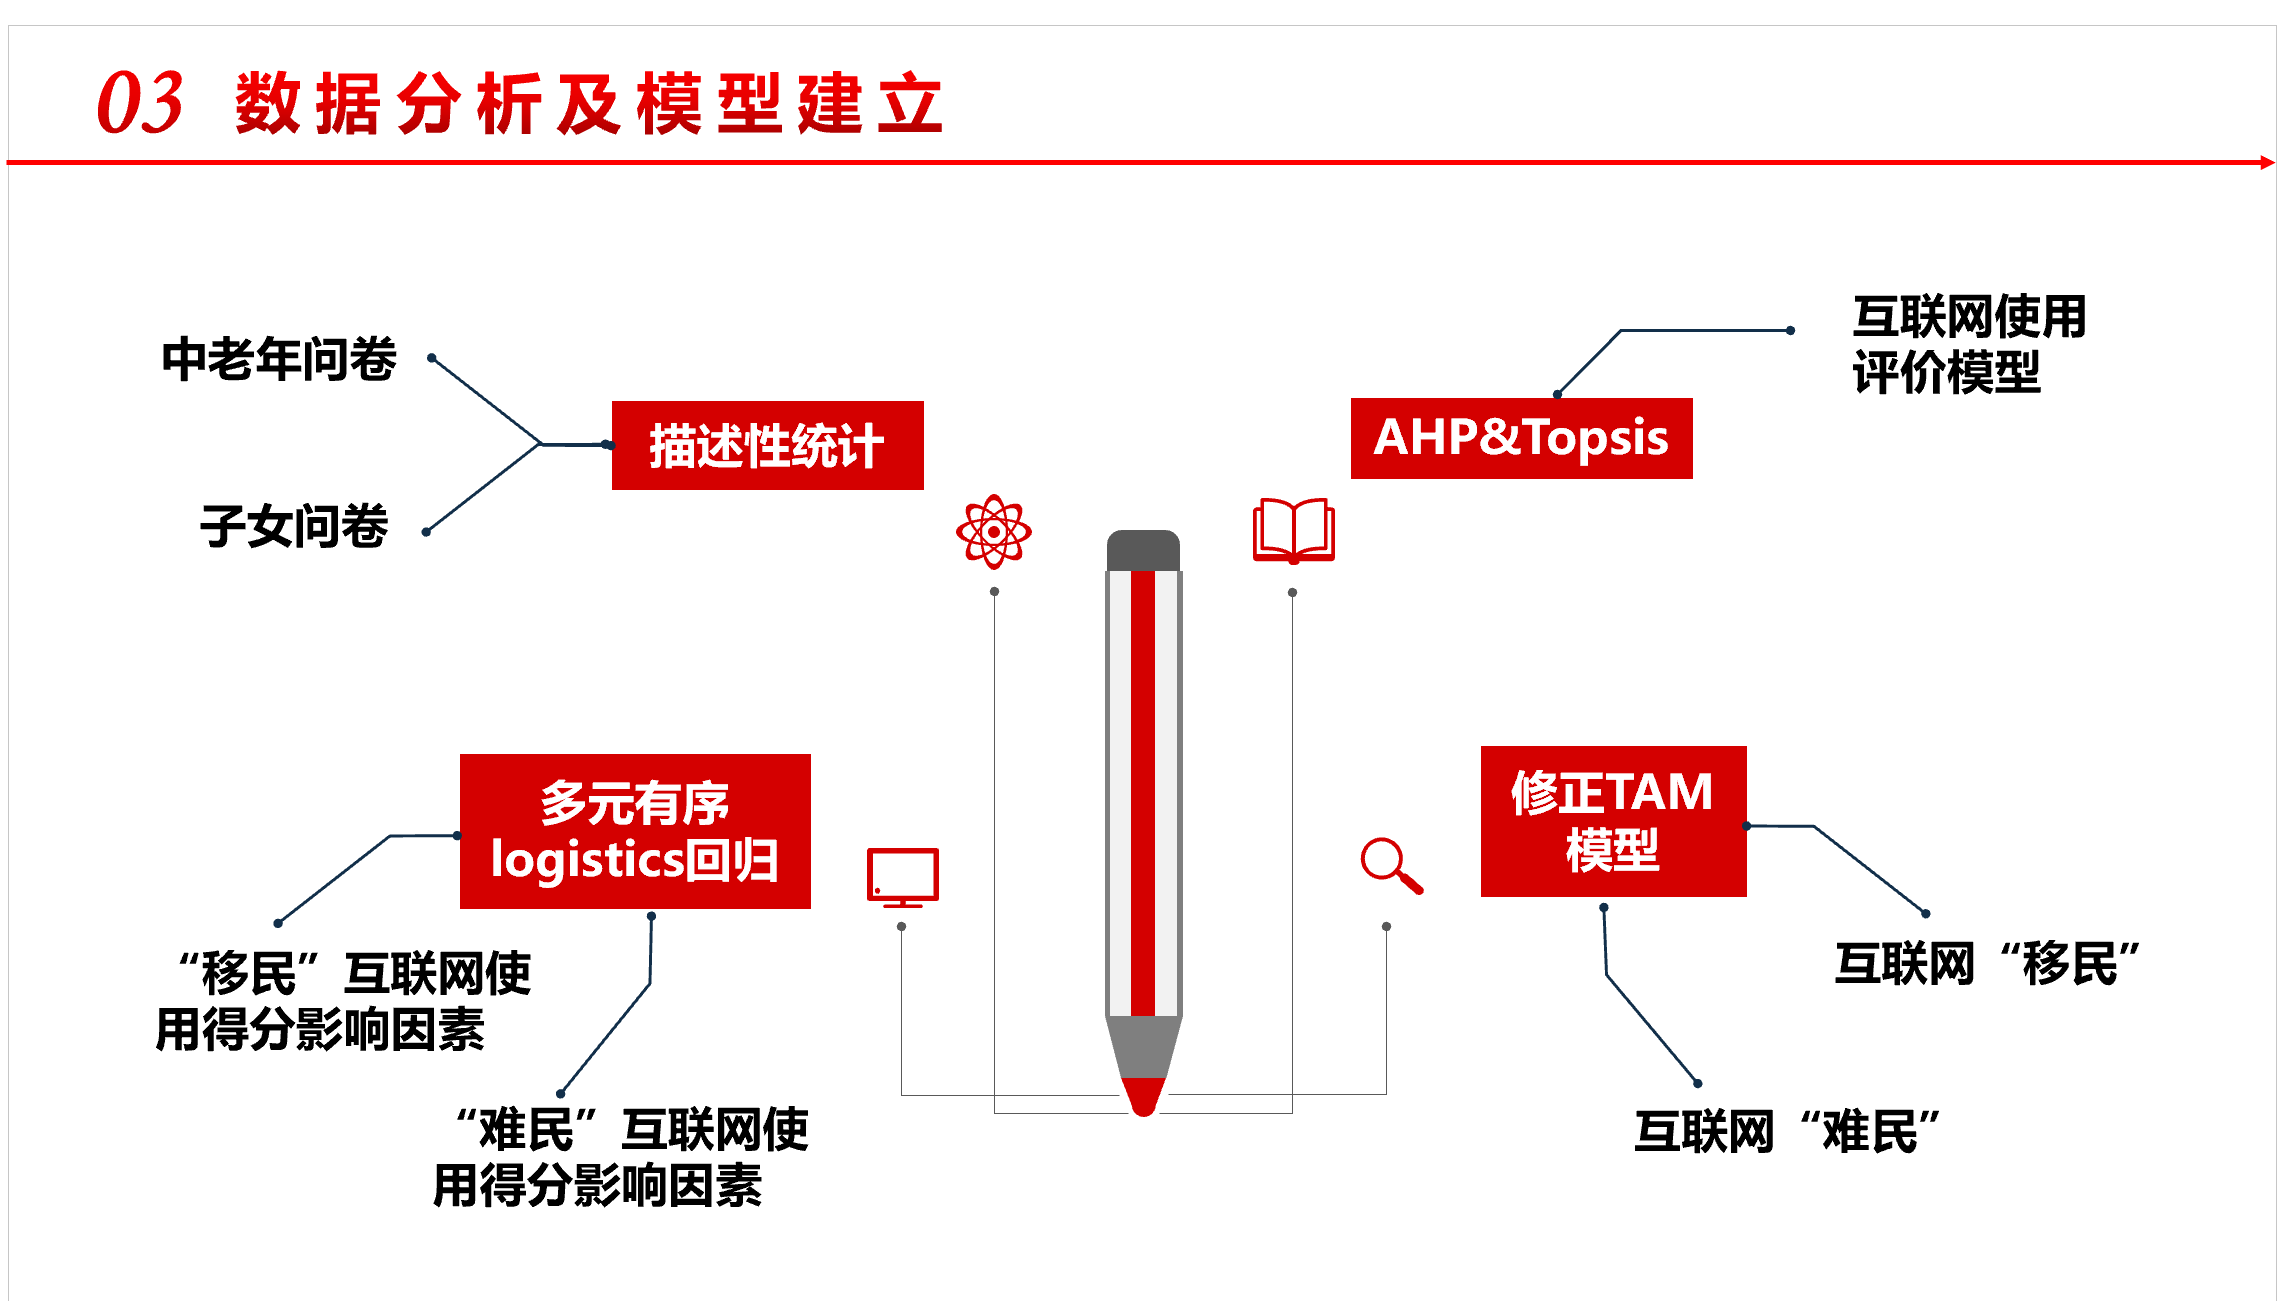 03 数据分析及模型建立
中老年问卷
子女问卷
描述性统计
互联网使用
评价模型
AHP&Topsis
多元有序
logistics回归
“移民”互联网使
用得分影响因素
“难民”互联网使
用得分影响因素
修正TAM
模型
互联网“移民”
互联网“难民”